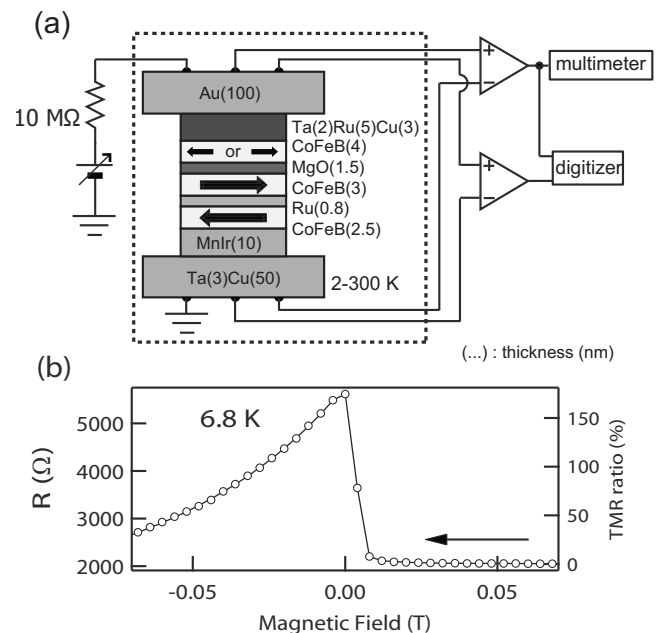 (a)
multimeter
Au(100)
10 MΩ
Ta(2)Ru(5)Cu(3)
or
CoFeB(4)
MgO(1.5)
digitizer
CoFeB(3)
Ru(0.8)
CoFeB(2.5)
MnIr(10)
Ta(3)Cu(50)
2-300 K
(...) : thickness (nm)
(b)
6.8 K
5000
4000
3000
2000
R (Ω)
150
100
50
0
TMR ratio (%)
-0.05
0.00
0.05
Magnetic Field (T)